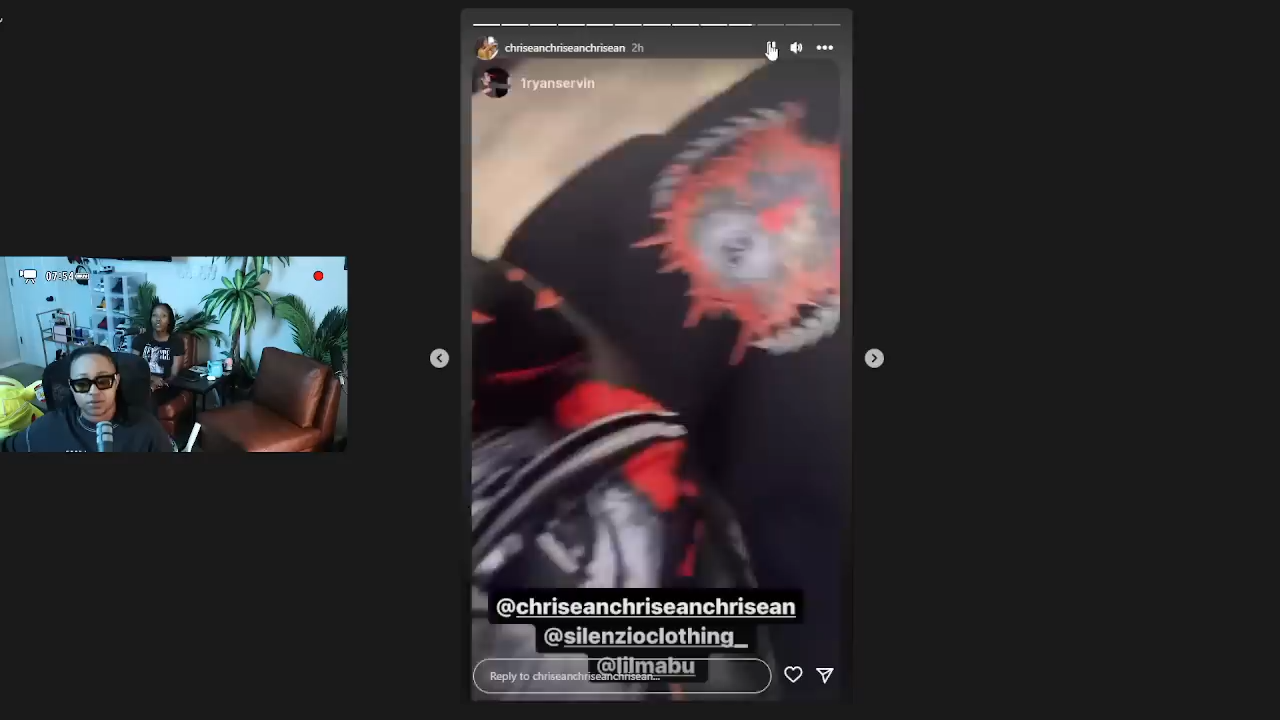 chriseanchriseanchrisean 2h
1ryanservin
07:54
@chriseanchriseanchrisean
@silenzioclothing_
@lilmabu
Reply to chriseanchriseanchrisean...